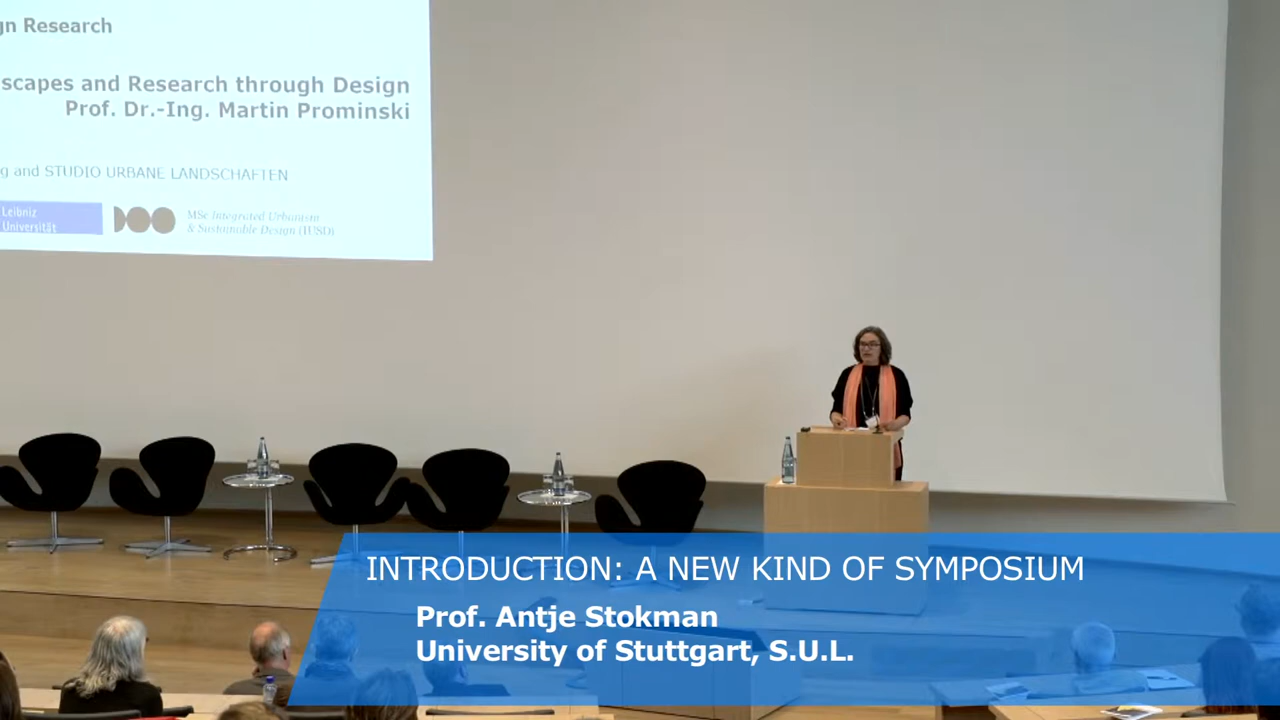 gn Research
scapes and Research through Design
Prof. Dr.-Ing. Martin Prominski
g and STUDIO URBANE LANDSCHAFTEN
Leibniz
Universität
MSc Integrated Urbanism
& Sustainable Design (IUSD)
INTRODUCTION: A NEW KIND OF SYMPOSIUM
Prof. Antje Stokman
University of Stuttgart, S.U.L.